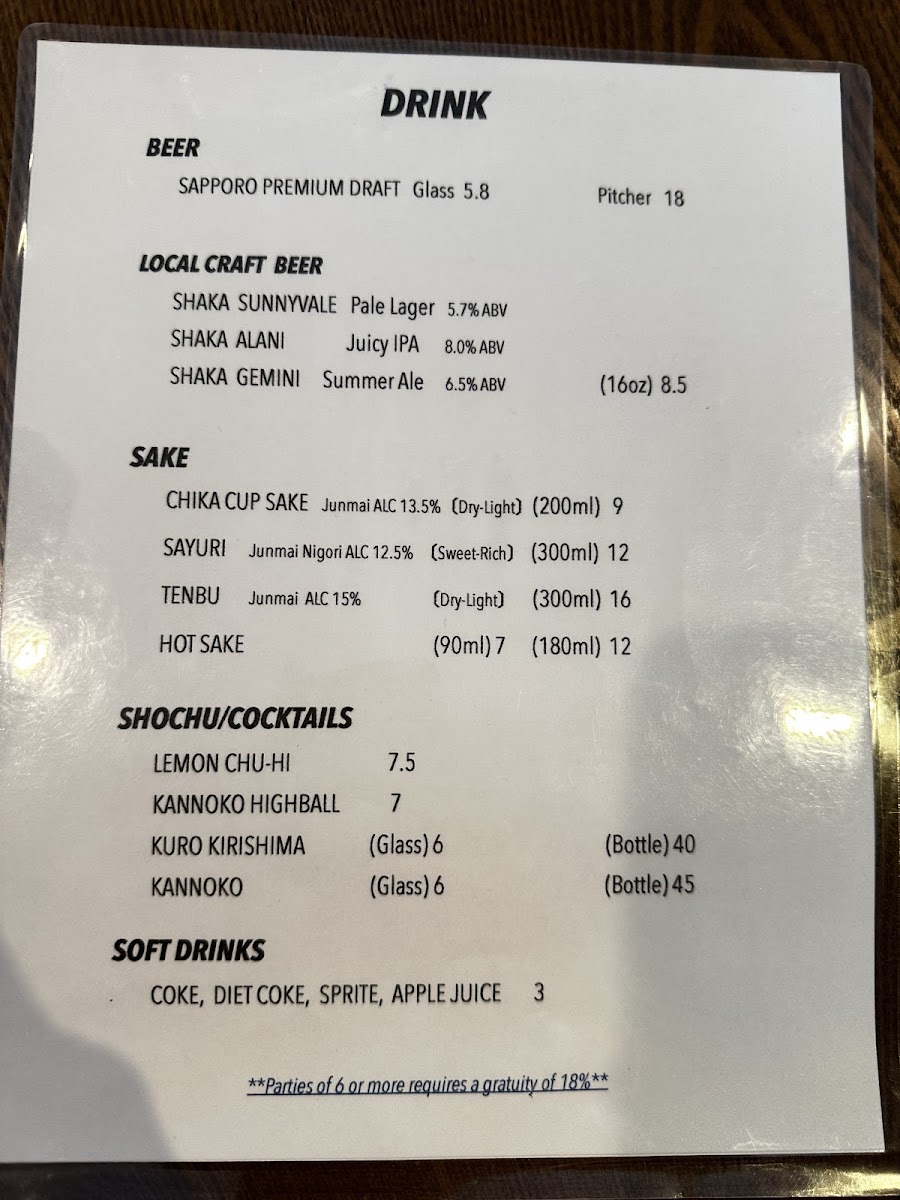 DRINK
BEER
SAPPORO PREMIUM DRAFT Glass 5.8 Pitcher 18
LOCAL CRAFT BEER
SHAKA SUNNYVALE Pale Lager 5.7% ABV
SHAKA ALANI Juicy IPA 8.0% ABV
SHAKA GEMINI Summer Ale 6.5% ABV (16oz) 8.5
SAKE
CHIKA CUP SAKE Junmai ALC 13.5% (Dry-Light) (200ml) 9
SAYURI Junmai Nigori ALC 12.5% (Sweet-Rich) (300ml) 12
TENBU Junmai ALC 15% (Dry-Light) (300ml) 16
HOT SAKE (90ml) 7 (180ml) 12
SHOCHU/COCKTAILS
LEMON CHU-HI 7.5
KANNOKO HIGHBALL 7
KURO KIRISHIMA (Glass) 6 (Bottle) 40
KANNOKO (Glass) 6 (Bottle) 45
SOFT DRINKS
COKE, DIET COKE, SPRITE, APPLE JUICE 3
**Parties of 6 or more requires a gratuity of 18%**